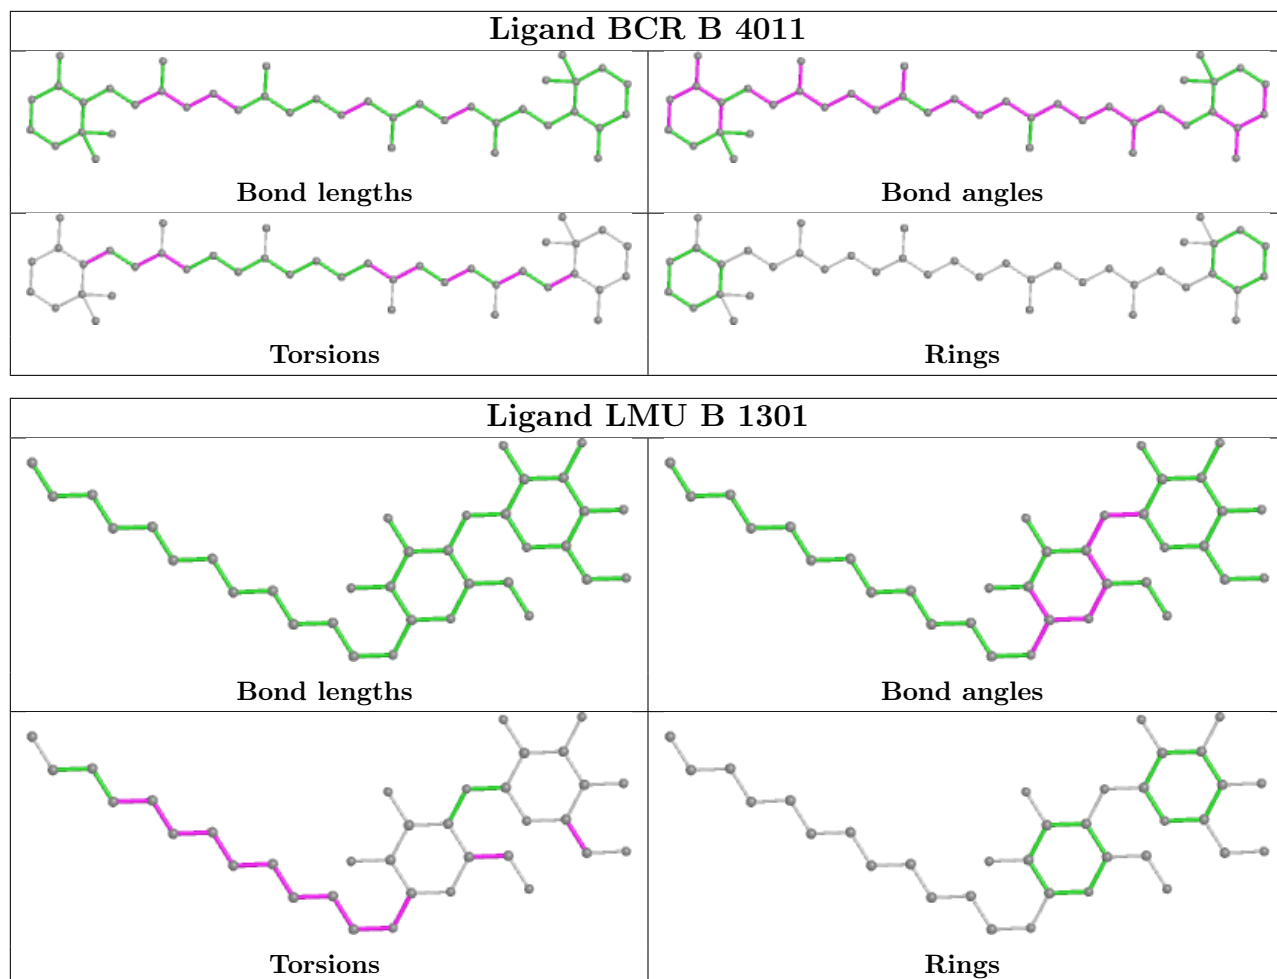 Ligand BCR B 4011
Bond lengths
Bond angles
Torsions
Rings
Ligand LMU B 1301
Bond lengths
Bond angles
Torsions
Rings